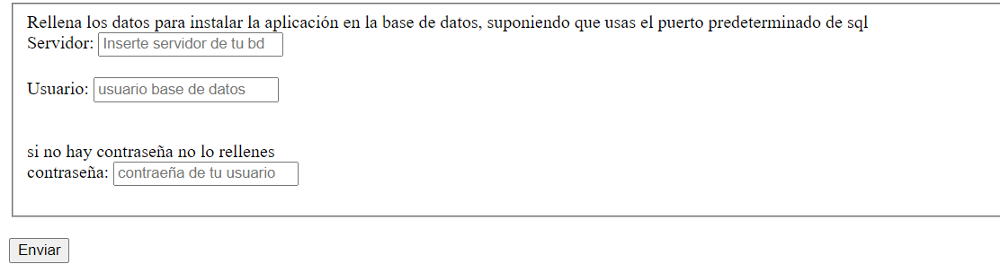 Rellena los datos para instalar la aplicación en la base de datos, suponiendo que usas el puerto predeterminado de sql
Servidor: Inserte servidor de tu bd
Usuario: usuario base de datos
si no hay contraseña no lo rellenes
contraseña: contraeña de tu usuario
Enviar